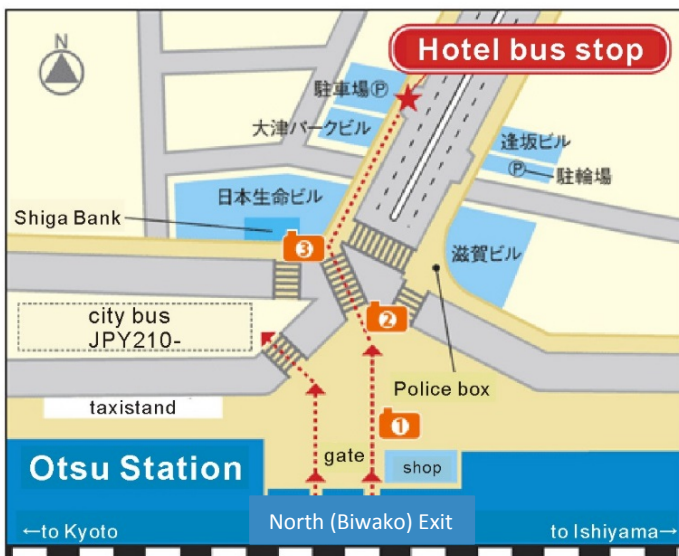 N
Hotel bus stop
駐車場Ⓟ
大津パークビル
逢坂ビル
Ⓟ
駐輪場
日本生命ビル
Shiga Bank
滋賀ビル
3
city bus
JPY210-
2
Police box
taxistand
1
gate
Otsu Station
shop
North (Biwako) Exit
←to Kyoto
to Ishiyama→